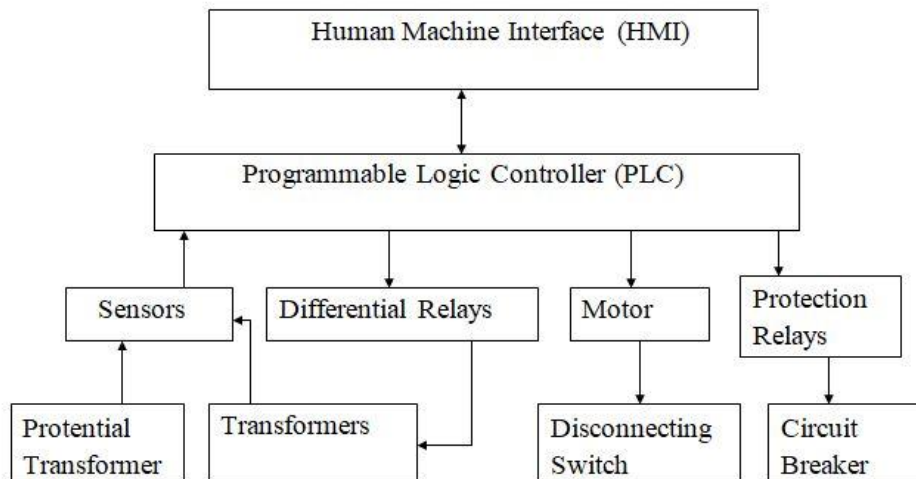 Human Machine Interface (HMI)
Programmable Logic Controller (PLC)
Sensors
Differential Relays
Motor
Protection
Relays
Protential
Transformer
Transformers
Disconnecting
Switch
Circuit
Breaker